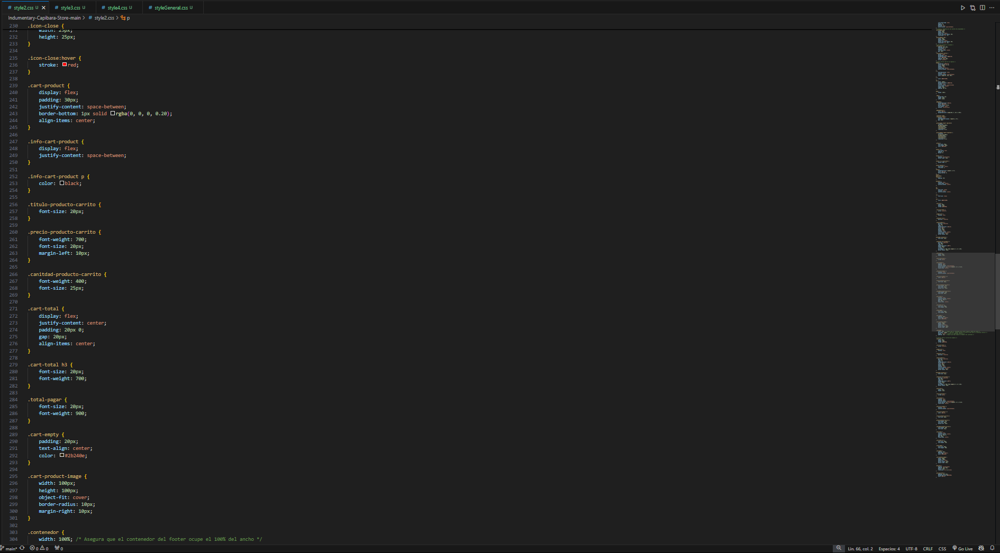 # style2.css U
# style3.css U
# style4.css U
# styleGeneral.css U
Indumentary-Capibara-Store-main > # style2.css > p
230 .icon-close {
231 width: 25px;
232 height: 25px;
233 }
234
235 .icon-close:hover {
236 stroke: red;
237 }
238
239 .cart-product {
240 display: flex;
241 padding: 30px;
242 justify-content: space-between;
243 border-bottom: 1px solid rgba(0, 0, 0, 0.20);
244 align-items: center;
245 }
246
247 .info-cart-product {
248 display: flex;
249 justify-content: space-between;
250 }
251
252 .info-cart-product p {
253 color: black;
254 }
255
256 .titulo-producto-carrito {
257 font-size: 20px;
258 }
259
260 .precio-producto-carrito {
261 font-weight: 700;
262 font-size: 20px;
263 margin-left: 10px;
264 }
265
266 .canitdad-producto-carrito {
267 font-weight: 400;
268 font-size: 25px;
269 }
270
271 .cart-total {
272 display: flex;
273 justify-content: center;
274 padding: 20px 0;
275 gap: 20px;
276 align-items: center;
277 }
278
279 .cart-total h3 {
280 font-size: 20px;
281 font-weight: 700;
282 }
283
284 .total-pagar {
285 font-size: 20px;
286 font-weight: 900;
287 }
288
289 .cart-empty {
290 padding: 20px;
291 text-align: center;
292 color: #2b240e;
293 }
294
295 .cart-product-image {
296 width: 100px;
297 height: 100px;
298 object-fit: cover;
299 border-radius: 10px;
300 margin-right: 10px;
301 }
302
303 .contenedor {
304 width: 100%; /* Asegura que el contenedor del footer ocupe el 100% del ancho */
main* 0 0 0 Lin. 66, col. 2 Espacios: 4 UTF-8 CRLF CSS Go Live